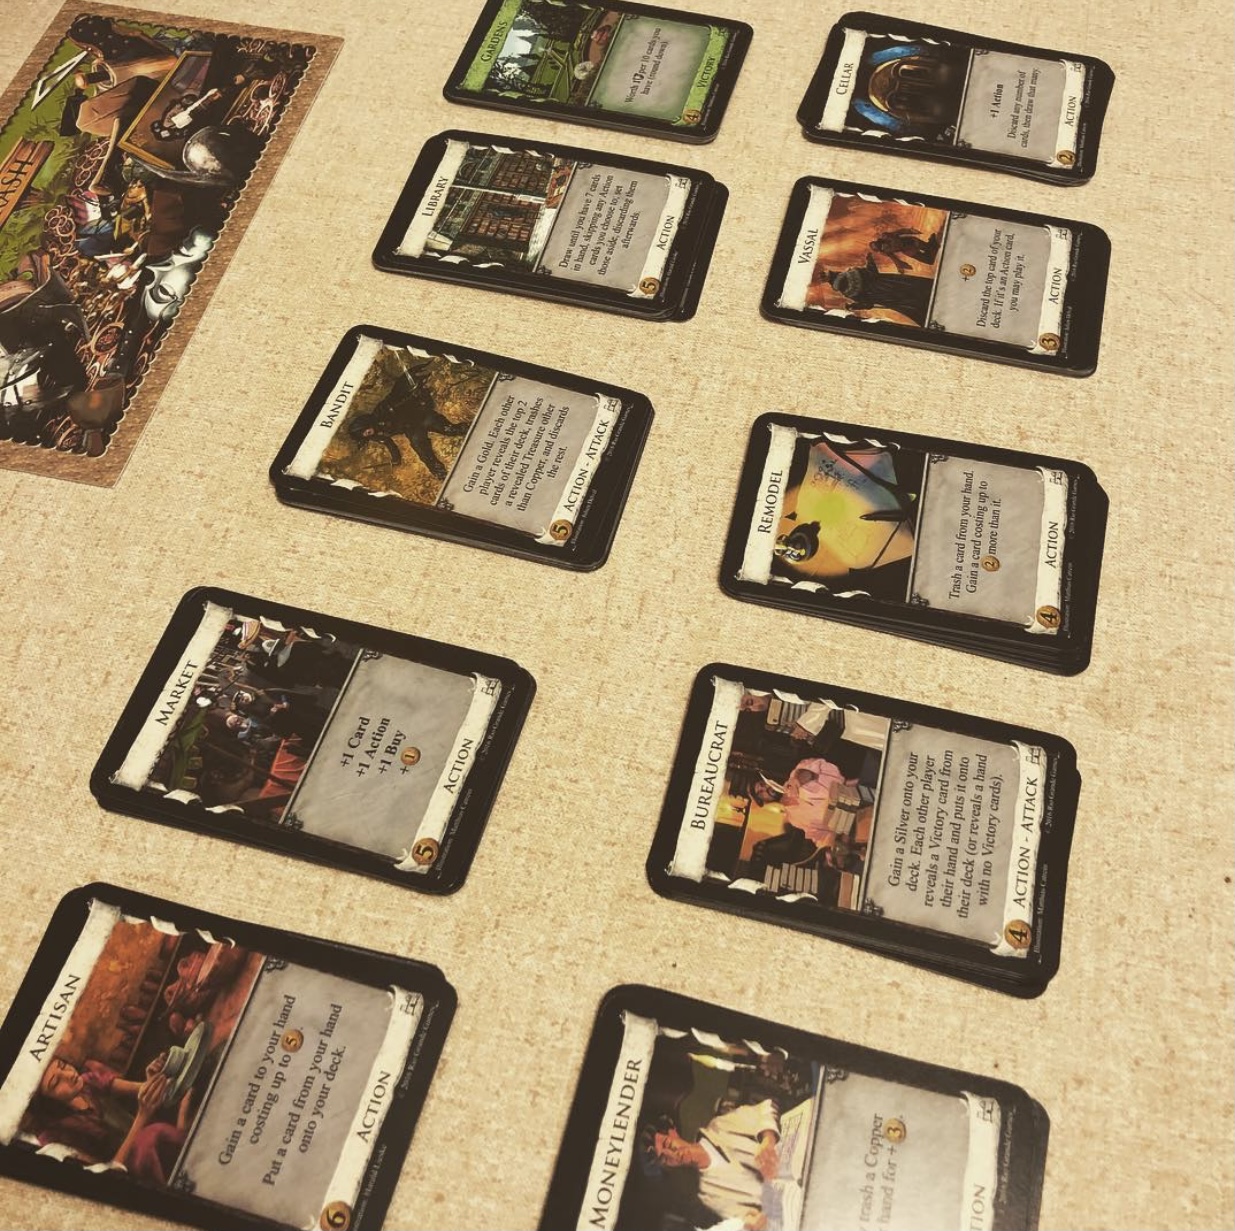 RASH
GARDENS
Worth 1 per 10 cards you
have (round down)
4
VICTORY
CELLAR
+1 Action
Discard any number of
cards, then draw that many
2
ACTION
LIBRARY
Draw until you have 7 cards
in hand, skipping any Action
cards you choose to; set
those aside, discarding them
afterwards.
5
ACTION
VASSAL
+2
Discard the top card of your
deck. If it's an Action card,
you may play it.
3
ACTION
BANDIT
Gain a Gold. Each other
player reveals the top 2
cards of their deck, trashes
a revealed Treasure other
than Copper, and discards
the rest.
5
ACTION - ATTACK
REMODEL
Trash a card from your hand.
Gain a card costing up to
2 more than it.
4
ACTION
MARKET
+1 Card
+1 Action
+1 Buy
+1
5
ACTION
BUREAUCRAT
Gain a Silver onto your
deck. Each other player
reveals a Victory card from
their hand and puts it onto
their deck (or reveals a hand
with no Victory cards).
4
ACTION - ATTACK
ARTISAN
Gain a card to your hand
costing up to 5
Put a card from your hand
onto your deck.
6
ACTION
MONEYLENDER
trash a Copper
hand for +3.
TION